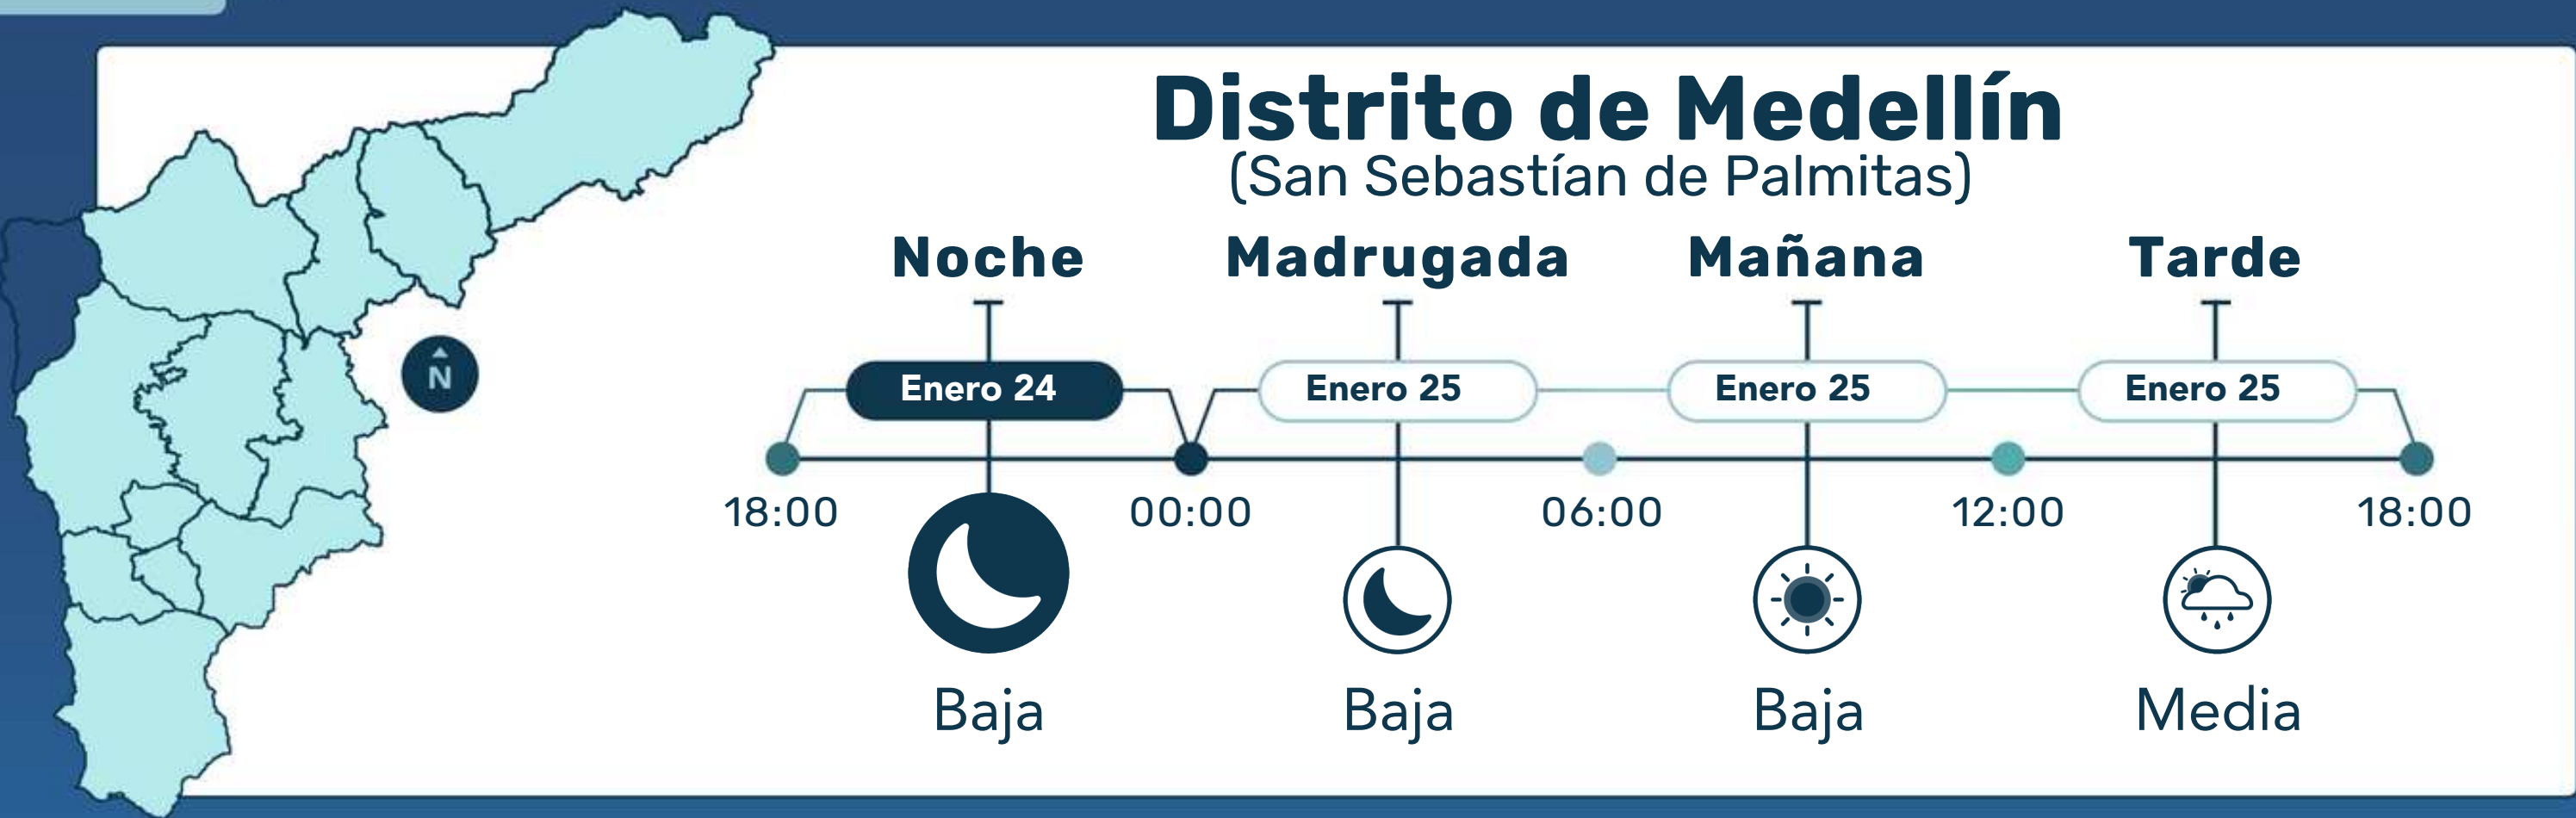 Distrito de Medellín
(San Sebastían de Palmitas)
Noche Madrugada Mañana Tarde
N
Enero 24 Enero 25 Enero 25 Enero 25
18:00 00:00 06:00 12:00 18:00
Baja Baja Baja Media